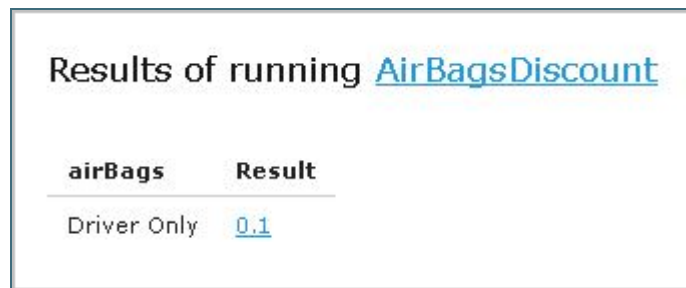 Results of running AirBagsDiscount
airBags Result
Driver Only 0.1